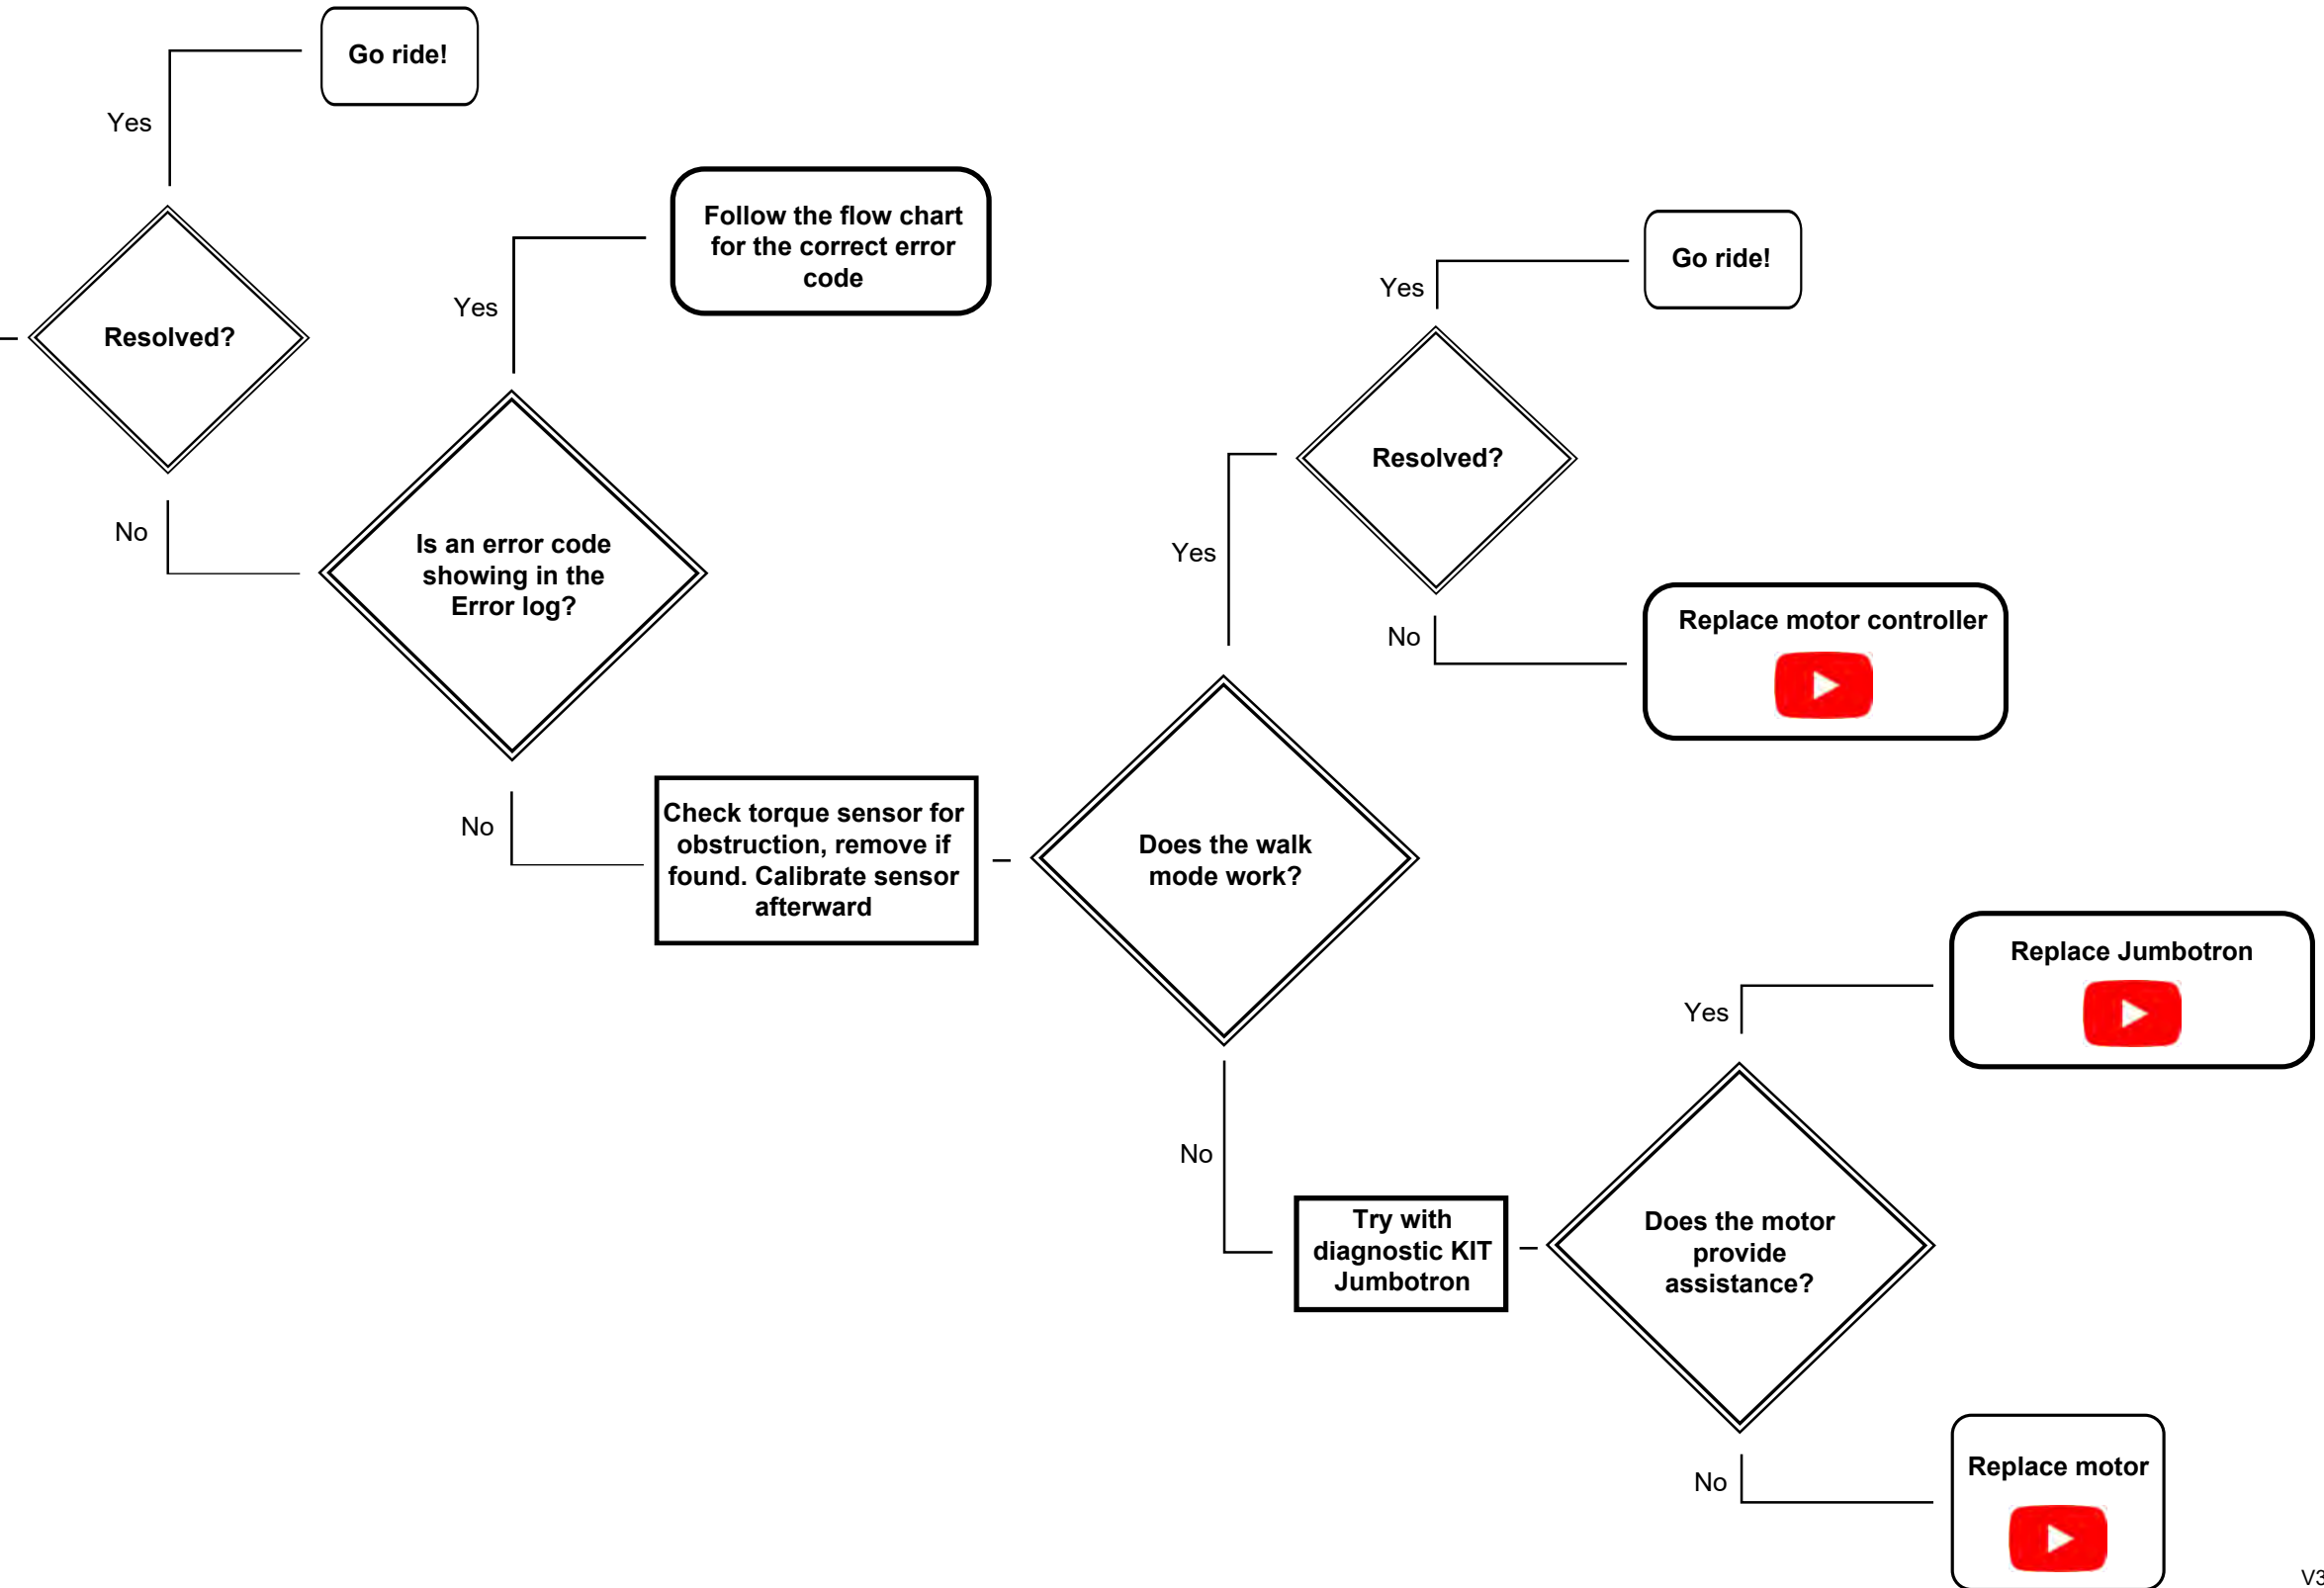 Go ride!
Yes
Resolved?
No
Follow the flow chart
for the correct error
code
Yes
Is an error code
showing in the
Error log?
No
Check torque sensor for
obstruction, remove if
found. Calibrate sensor
afterward
Does the walk
mode work?
Yes
Go ride!
Yes
Resolved?
No
Replace motor controller
No
Try with
diagnostic KIT
Jumbotron
Does the motor
provide
assistance?
Yes
Replace Jumbotron
No
Replace motor
V3